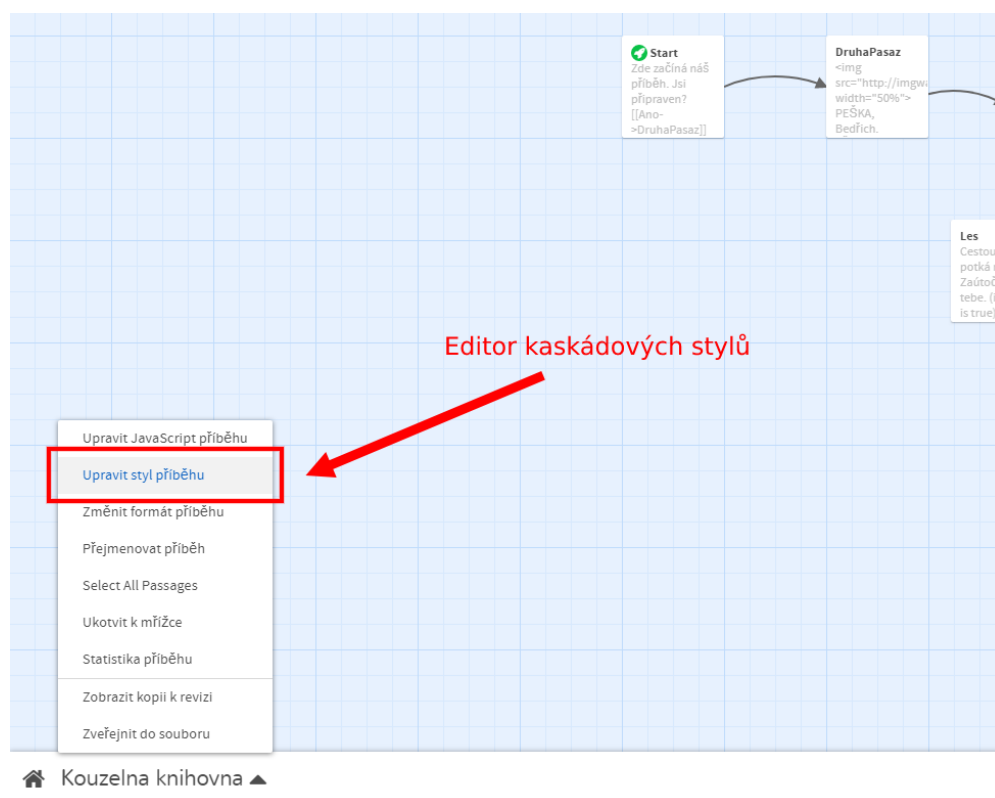 Start
Zde začíná náš
příběh. Jsi
připraven?
[[Ano-
>DruhaPasaz]]
DruhaPasaz
<img
src="http://imgwa
width="50%">
PEŠKA,
Bedřich.
Les
Cestou
potká
Zaútoč
tebe. (i
is true)
Editor kaskádových stylů
Upravit JavaScript příběhu
Upravit styl příběhu
Změnit formát příběhu
Přejmenovat příběh
Select All Passages
Ukotvit k mřížce
Statistika příběhu
Zobrazit kopii k revizi
Zveřejnit do souboru
Kouzelna knihovna